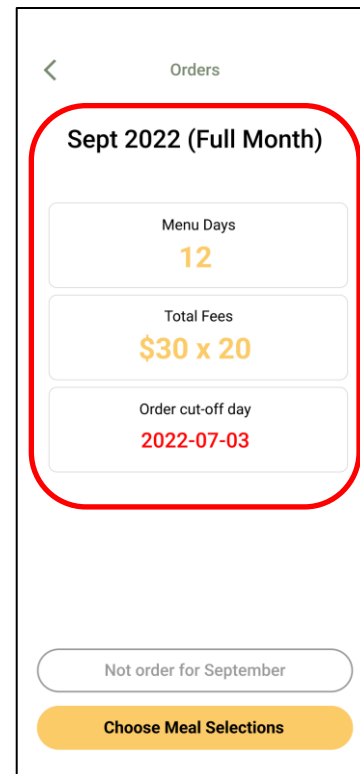 Orders
Sept 2022 (Full Month)
Menu Days
12
Total Fees
$30 x 20
Order cut-off day
2022-07-03
Not order for September
Choose Meal Selections